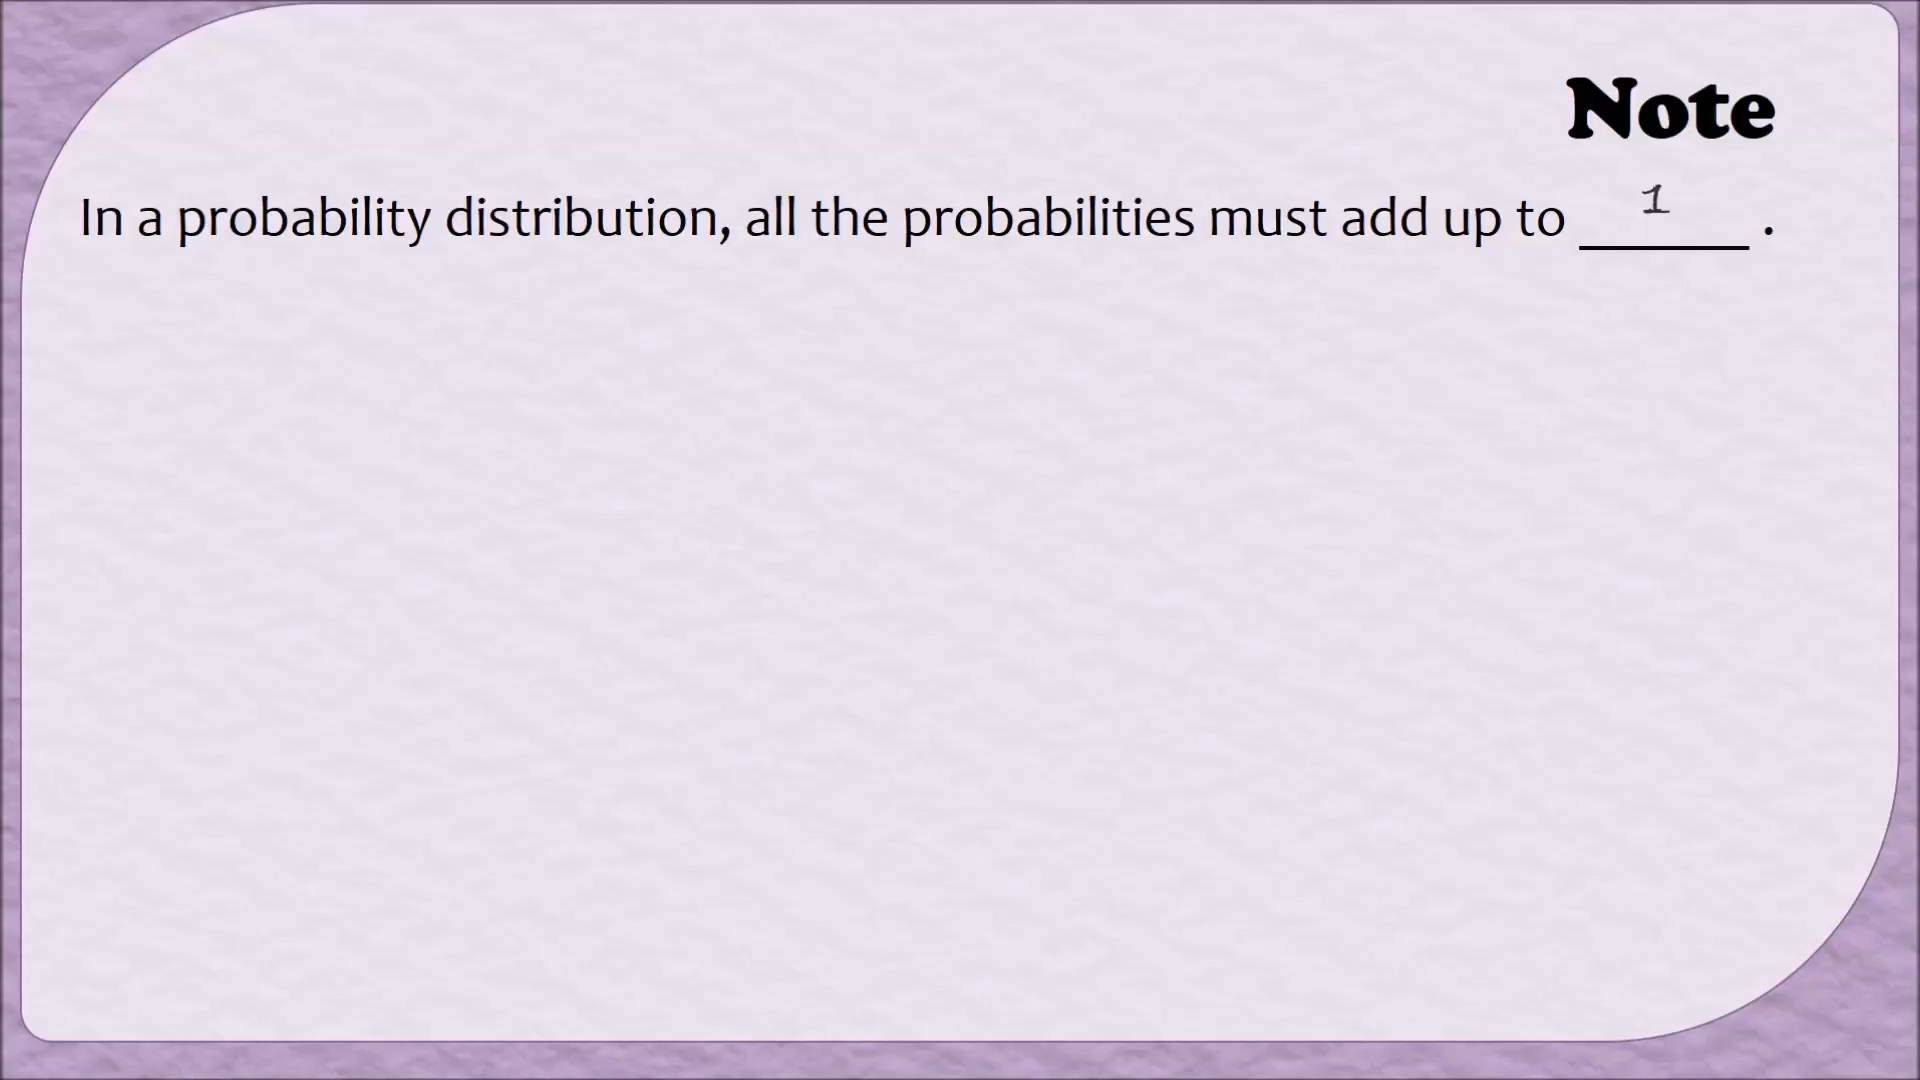 Note
In a probability distribution, all the probabilities must add up to 1 .